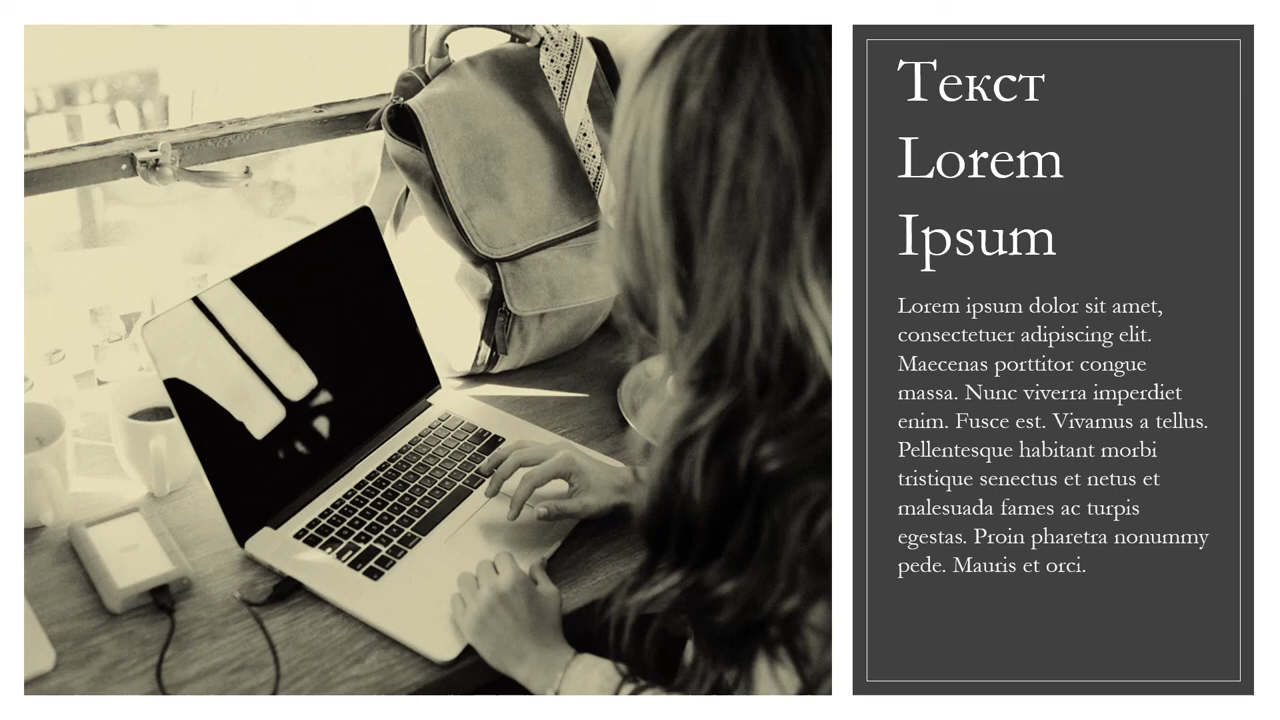 Текст
Lorem
Ipsum
Lorem ipsum dolor sit amet,
consectetuer adipiscing elit.
Maecenas porttitor congue
massa. Nunc viverra imperdiet
enim. Fusce est. Vivamus a tellus.
Pellentesque habitant morbi
tristique senectus et netus et
malesuada fames ac turpis
egestas. Proin pharetra nonummy
pede. Mauris et orci.